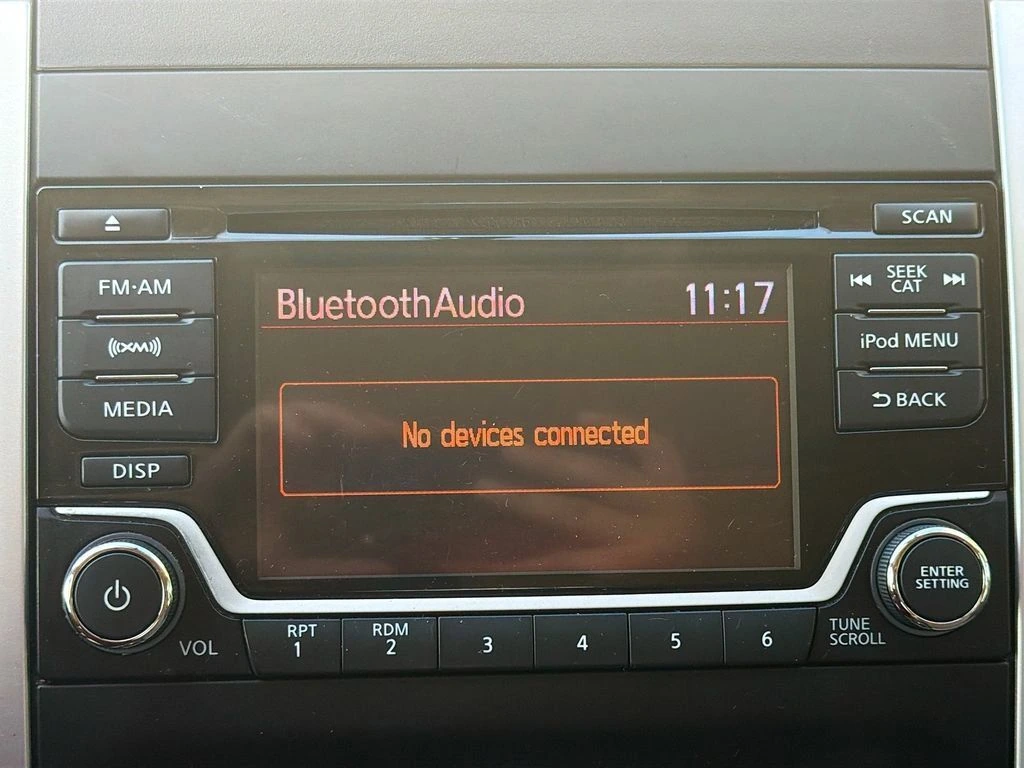 SCAN
FM·AM
BluetoothAudio 11:17
SEEK
CAT
XM
iPod MENU
MEDIA
BACK
No devices connected
DISP
ENTER
SETTING
VOL
RPT
1
RDM
2
3
4
5
6
TUNE
SCROLL